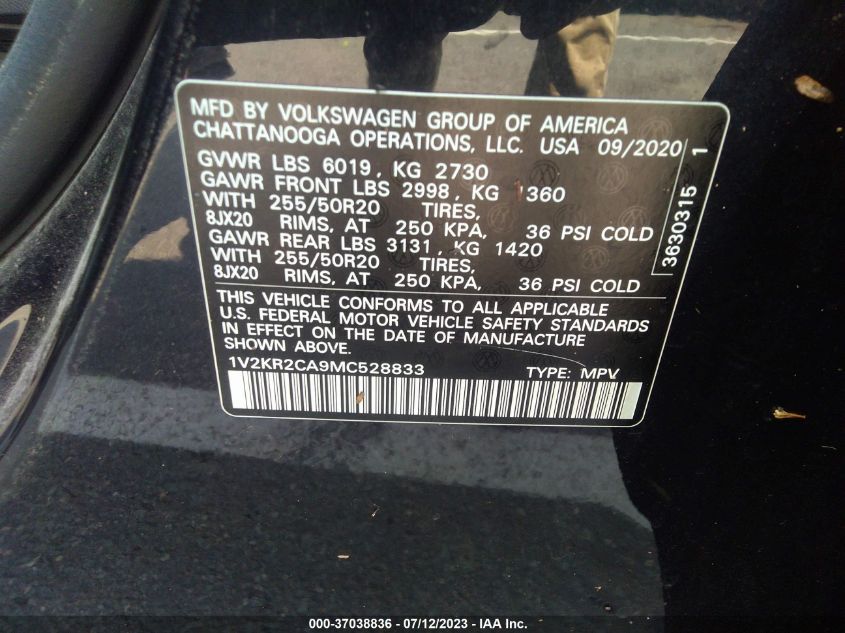 MFD BY VOLKSWAGEN GROUP OF AMERICA
CHATTANOOGA OPERATIONS, LLC. USA 09/2020
GVWR LBS 6019, KG 2730
GAWR FRONT LBS 2998, KG 1360
WITH 255/50R20 TIRES,
8JX20 RIMS, AT 250 KPA, 36 PSI COLD
GAWR REAR LBS 3131, KG 1420
WITH 255/50R20 TIRES,
8JX20 RIMS, AT 250 KPA, 36 PSI COLD
3630315 1
THIS VEHICLE CONFORMS TO ALL APPLICABLE
U.S. FEDERAL MOTOR VEHICLE SAFETY STANDARDS
IN EFFECT ON THE DATE OF MANUFACTURE
SHOWN ABOVE.
1V2KR2CA9MC528833 TYPE: MPV
000-37038836 - 07/12/2023 - IAA Inc.